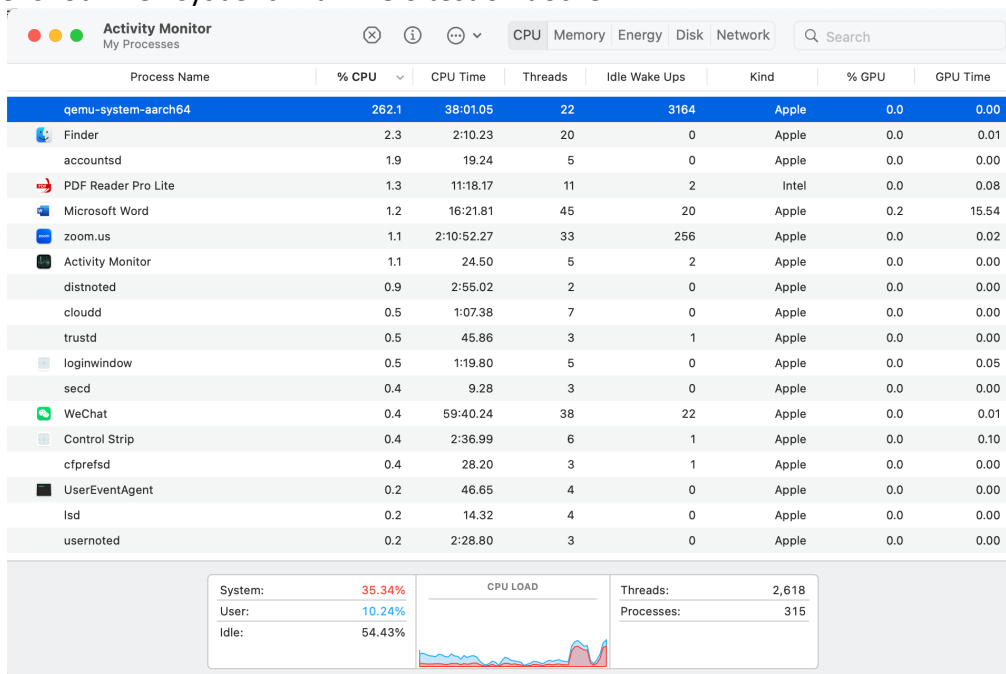 Activity Monitor
My Processes
CPU Memory Energy Disk Network
Search
Process Name % CPU CPU Time Threads Idle Wake Ups Kind % GPU GPU Time
qemu-system-aarch64 262.1 38:01.05 22 3164 Apple 0.0 0.00
Finder 2.3 2:10.23 20 0 Apple 0.0 0.01
accountsd 1.9 19.24 5 0 Apple 0.0 0.00
PDF Reader Pro Lite 1.3 11:18.17 11 2 Intel 0.0 0.08
Microsoft Word 1.2 16:21.81 45 20 Apple 0.2 15.54
zoom.us 1.1 2:10:52.27 33 256 Apple 0.0 0.02
Activity Monitor 1.1 24.50 5 2 Apple 0.0 0.00
distnoted 0.9 2:55.02 2 0 Apple 0.0 0.00
cloudd 0.5 1:07.38 7 0 Apple 0.0 0.00
trustd 0.5 45.86 3 1 Apple 0.0 0.00
loginwindow 0.5 1:19.80 5 0 Apple 0.0 0.05
secd 0.4 9.28 3 0 Apple 0.0 0.00
WeChat 0.4 59:40.24 38 22 Apple 0.0 0.01
Control Strip 0.4 2:36.99 6 1 Apple 0.0 0.10
cfprefsd 0.4 28.20 3 1 Apple 0.0 0.00
UserEventAgent 0.2 46.65 4 0 Apple 0.0 0.00
lsd 0.2 14.32 4 0 Apple 0.0 0.00
usernoted 0.2 2:28.80 3 0 Apple 0.0 0.00
System: 35.34% CPU LOAD Threads: 2,618
User: 10.24% Processes: 315
Idle: 54.43%